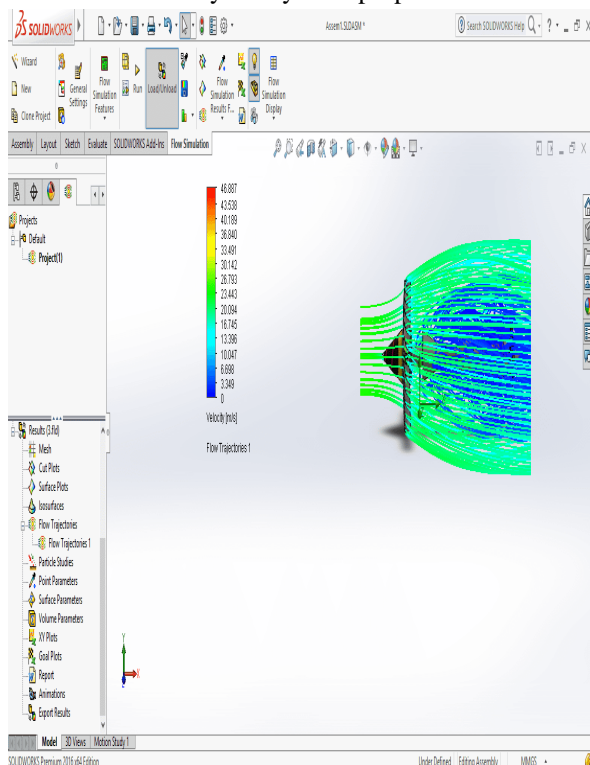 SOLIDWORKS
Assem1.SLDASM *
Search SOLIDWORKS Help
Wizard
New
Clone Project
General Settings
Flow Simulation Features
Run
Load/Unload
Flow Simulation Results F...
Flow Simulation Display
Assembly Layout Sketch Evaluate SOLIDWORKS Add-Ins Flow Simulation
Projects
Default
Project(1)
46.887
43.538
40.189
36.840
33.491
30.142
26.793
23.443
20.094
16.745
13.396
10.047
6.698
3.349
0
Velocity [m/s]
Flow Trajectories 1
Results (3.fld)
Mesh
Cut Plots
Surface Plots
Isosurfaces
Flow Trajectories
Flow Trajectories 1
Particle Studies
Point Parameters
Surface Parameters
Volume Parameters
XY Plots
Goal Plots
Report
Animations
Export Results
Y
X
Model 3D Views Motion Study 1
SOLIDWORKS Premium 2016 x64 Edition
Under Defined Editing Assembly MMGS